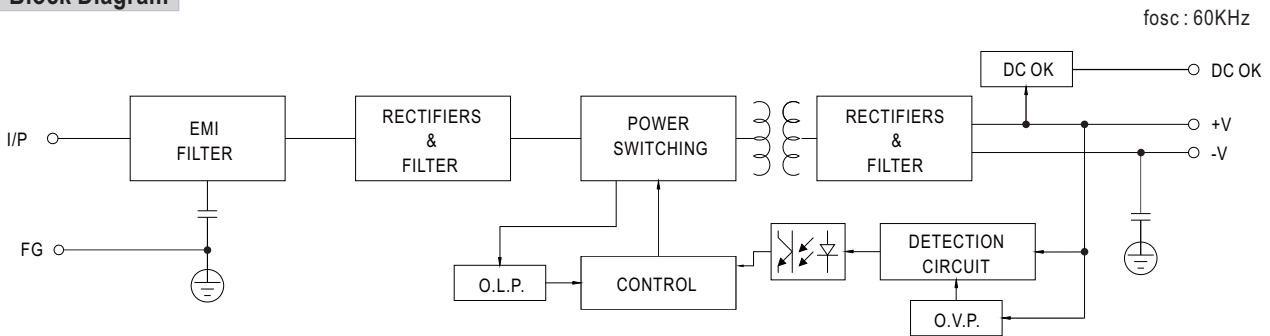 Block Diagram
fosc : 60KHz
DC OK
DC OK
I/P
EMI
FILTER
RECTIFIERS
&
FILTER
POWER
SWITCHING
RECTIFIERS
&
FILTER
+V
-V
FG
O.L.P.
CONTROL
DETECTION
CIRCUIT
O.V.P.